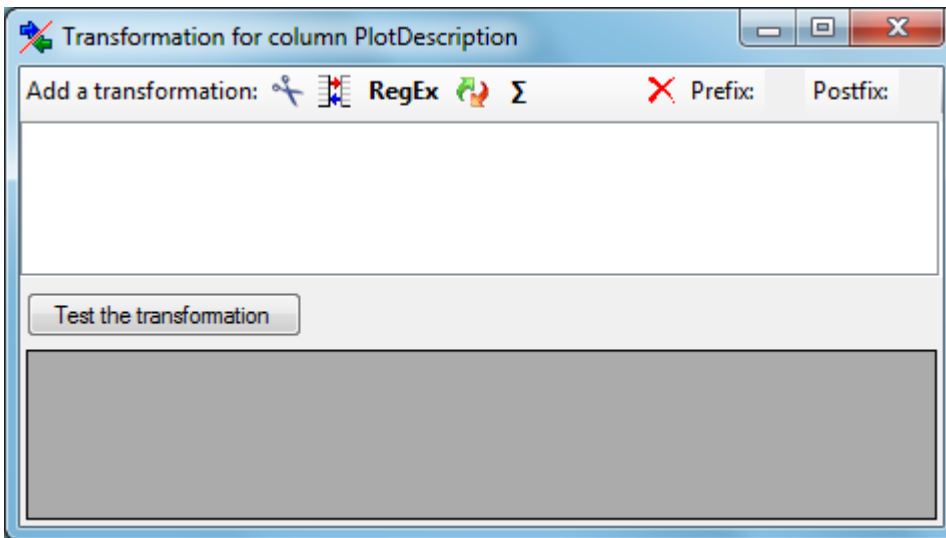 Transformation for column PlotDescription
Add a transformation: RegEx Σ Prefix: Postfix:
Test the transformation